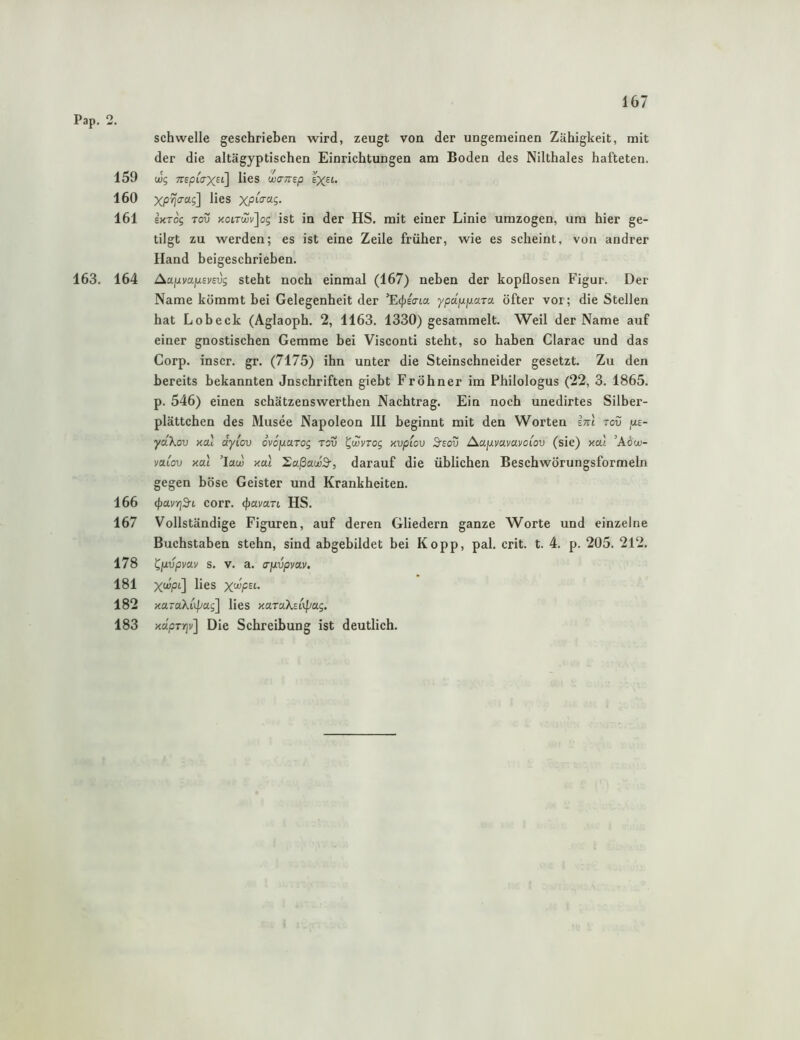 167
Pap. 2.
schwelle geschrieben wird, zeugt von der ungemeinen Zähigkeit, mit
der die altägyptischen Einrichtungen am Boden des Nilthales hafteten.
159 ὡς περίσχει] lies ὥσπερ ἔχει.
160 χρήσας] lies χρίσας.
161 ἐκτὸς τοῦ κοιτῶν]ος ist in der HS. mit einer Linie umzogen, um hier ge-
tilgt zu werden; es ist eine Zeile früher, wie es scheint, von andrer
Hand beigeschrieben.
163. 164 Δαμναμενεύς steht noch einmal (167) neben der kopflosen Figur. Der
Name kömmt bei Gelegenheit der Ἐφέσια γράμματα öfter vor; die Stellen
hat Lobeck (Aglaoph. 2, 1163. 1330) gesammelt. Weil der Name auf
einer gnostischen Gemme bei Visconti steht, so haben Clarac und das
Corp. inscr. gr. (7175) ihn unter die Steinschneider gesetzt. Zu den
bereits bekannten Jnschriften giebt Fröhner im Philologus (22, 3. 1865.
p. 546) einen schätzenswerthen Nachtrag. Ein noch unedirtes Silber-
plättchen des Musée Napoleon III beginnt mit den Worten ἐπὶ τοῦ με-
γάλου καὶ ἁγίου ὀνόματος τοῦ ζῶντος κυρίου θεοῦ Δαμναναναίου (sic) καὶ Ἀδω-
ναίου καὶ Ἰαὼ καὶ Σαβαώθ, darauf die üblichen Beschwörungsformeln
gegen böse Geister und Krankheiten.
166 φανηθι corr. φανατι HS.
167 Vollständige Figuren, auf deren Gliedern ganze Worte und einzelne
Buchstaben stehn, sind abgebildet bei Kopp, pal. crit. t. 4. p. 205. 212.
178 ζμύρναν s. v. a. σμύρναν.
181 χῶρι] lies χώρει.
182 καταλίψας] lies καταλείψας.
183 κάρτην] Die Schreibung ist deutlich.